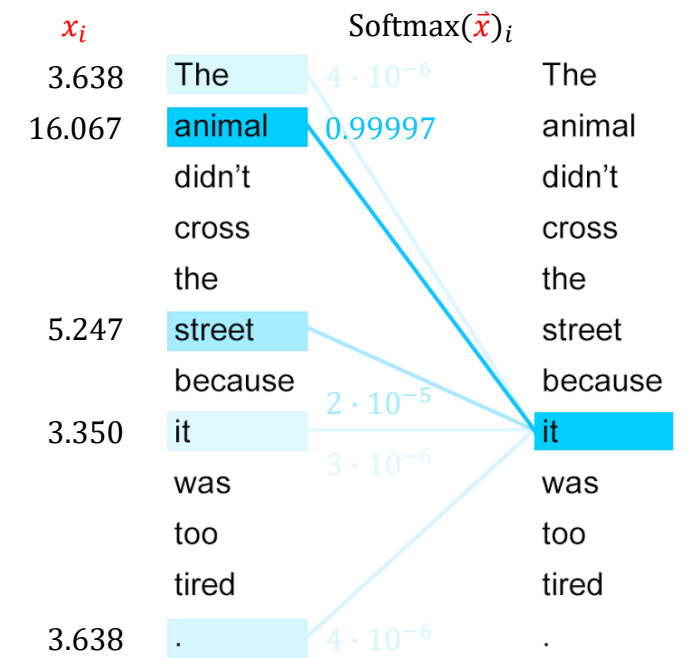 xᵢ Softmax(x⃗)ᵢ
3.638 The 4 · 10⁻⁶ The
16.067 animal 0.99997 animal
didn't didn't
cross cross
the the
5.247 street street
because because
2 · 10⁻⁵
3.350 it it
3 · 10⁻⁶
was was
too too
tired tired
3.638 . 4 · 10⁻⁶ .